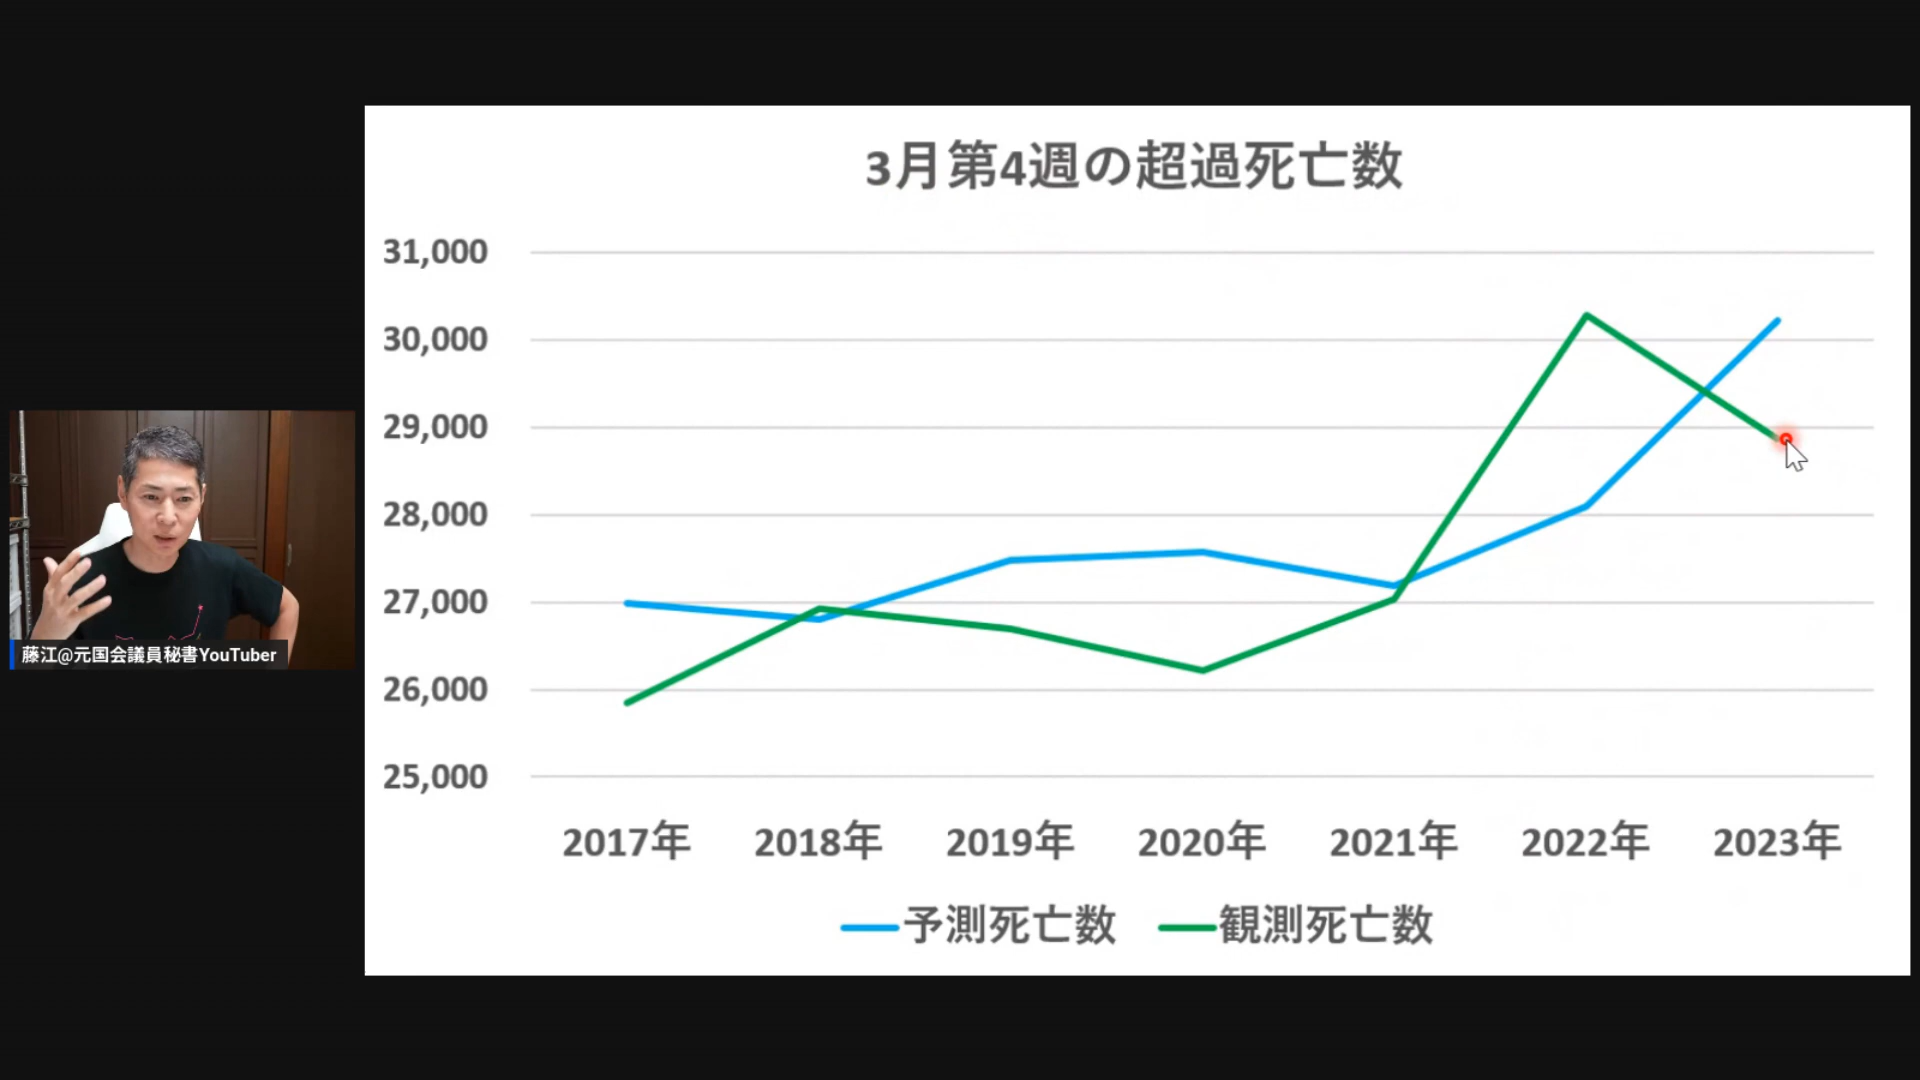 3月第4週の超過死亡数
31,000
30,000
29,000
28,000
27,000
26,000
25,000
2017年 2018年 2019年 2020年 2021年 2022年 2023年
予測死亡数 観測死亡数
藤江@元国会議員秘書YouTuber